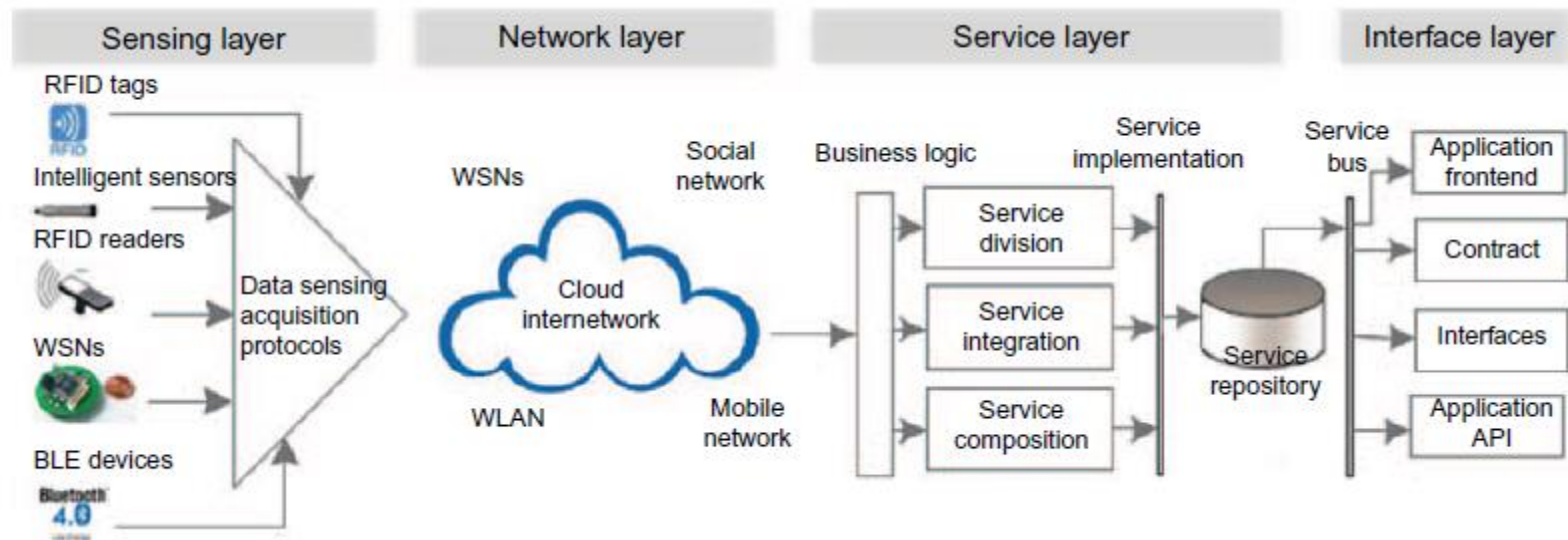 Sensing layer
Network layer
Service layer
Interface layer
RFID tags
RFID
Intelligent sensors
RFID readers
WSNs
BLE devices
Bluetooth
4.0
Data sensing
acquisition
protocols
WSNs
Social
network
Cloud
internetwork
WLAN
Mobile
network
Business logic
Service
division
Service
integration
Service
composition
Service
implementation
Service
repository
Service
bus
Application
frontend
Contract
Interfaces
Application
API